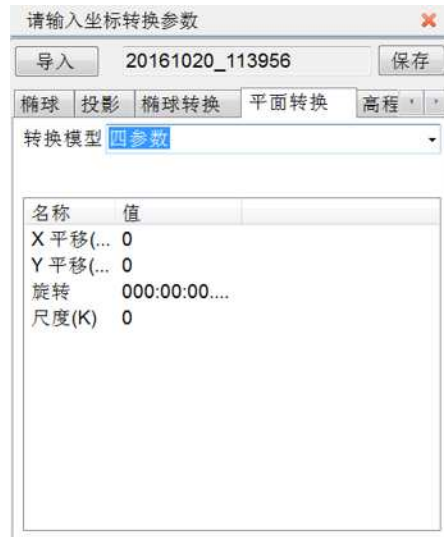 请输入坐标转换参数
导入 20161020_113956 保存
椭球 投影 椭球转换 平面转换 高程
转换模型 四参数
名称 值
X 平移(... 0
Y 平移(... 0
旋转 000:00:00....
尺度(K) 0